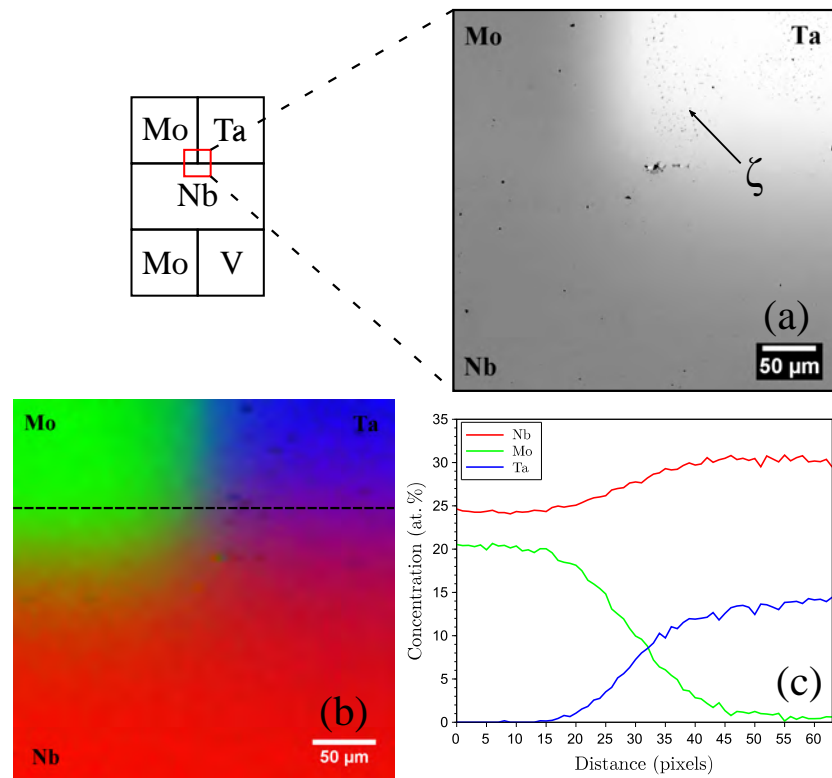 Mo Ta
Nb
Mo V
Mo Ta
ζ
(a)
Nb
50 µm
Mo Ta
(b)
Nb
50 µm
Concentration (at. %)
35
30
25
20
15
10
5
0
Nb
Mo
Ta
(c)
0 5 10 15 20 25 30 35 40 45 50 55 60
Distance (pixels)